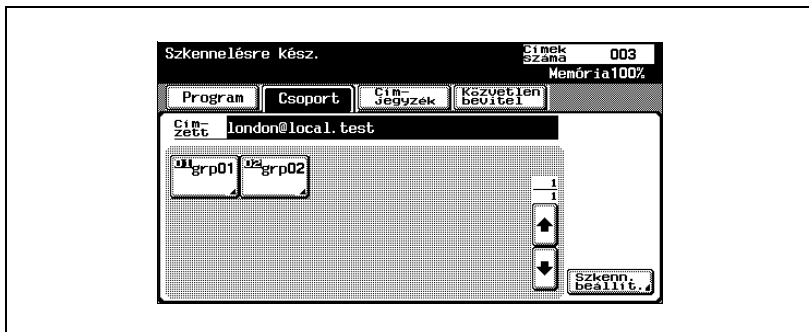 Szkennelésre kész.
Címek
száma
003
Memória100%
Program
Csoport
Cím-
jegyzék
Közvetlen
bevitel
Cím-
zett
london@local.test
01 grp01
02 grp02
1
1
Szkenn.
beállít.